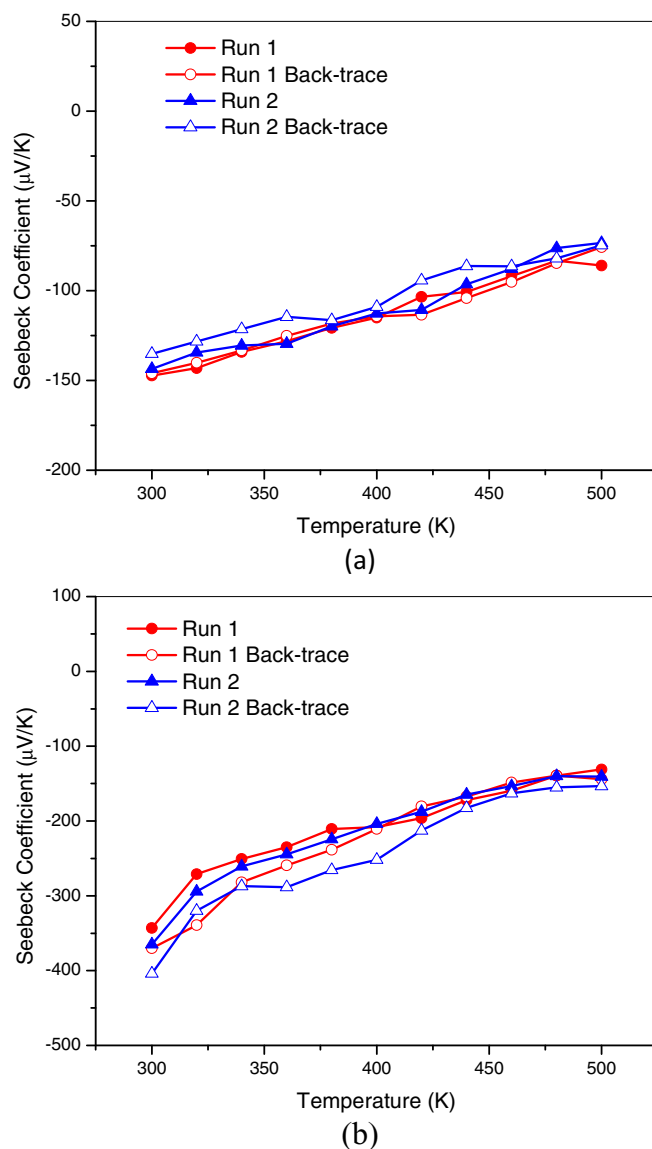 50
0
-50
-100
-150
-200
Seebeck Coefficient (µV/K)
Run 1
Run 1 Back-trace
Run 2
Run 2 Back-trace
300
350
400
450
500
Temperature (K)
(a)
100
0
-100
-200
-300
-400
-500
Seebeck Coefficient (µV/K)
Run 1
Run 1 Back-trace
Run 2
Run 2 Back-trace
300
350
400
450
500
Temperature (K)
(b)